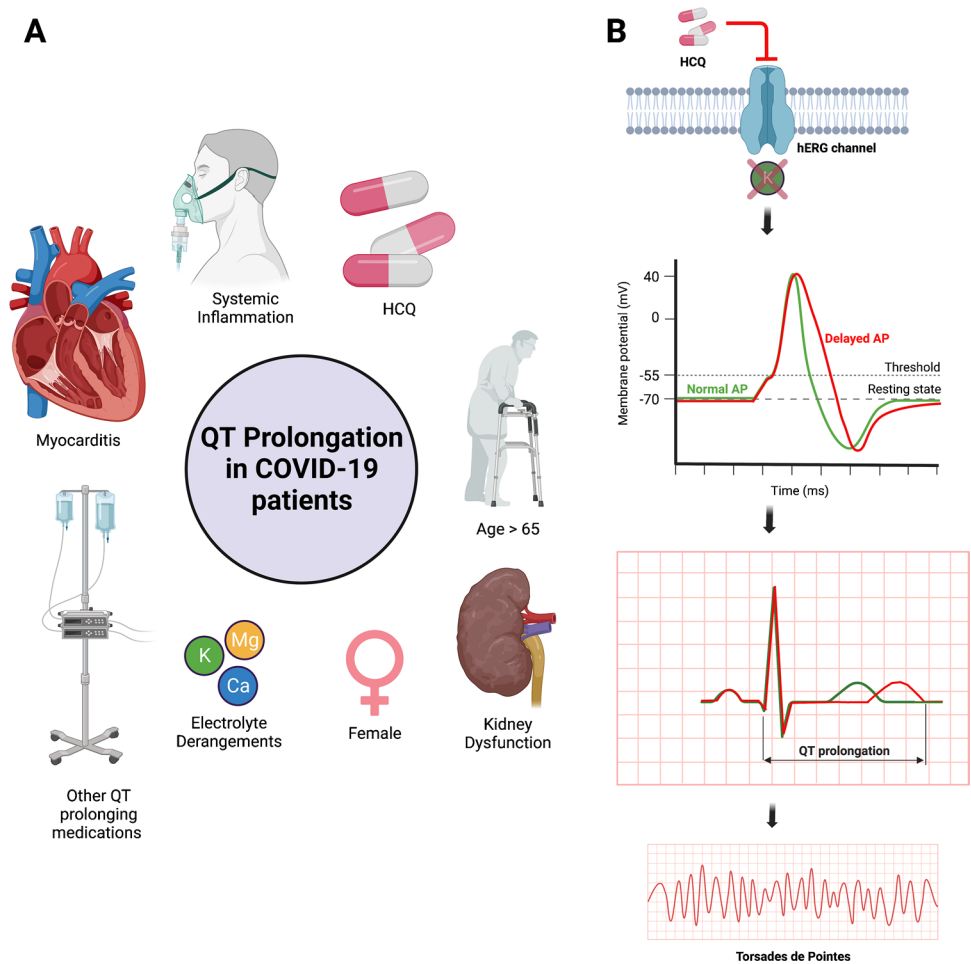 A
Systemic
Inflammation
HCQ
Myocarditis
QT Prolongation
in COVID-19
patients
Age > 65
Other QT
prolonging
medications
K
Mg
Ca
Electrolyte
Derangements
Female
Kidney
Dysfunction
B
HCQ
hERG channel
K
Membrane potential (mV)
40
0
-55
-70
Delayed AP
Threshold
Normal AP
Resting state
Time (ms)
QT prolongation
Torsades de Pointes